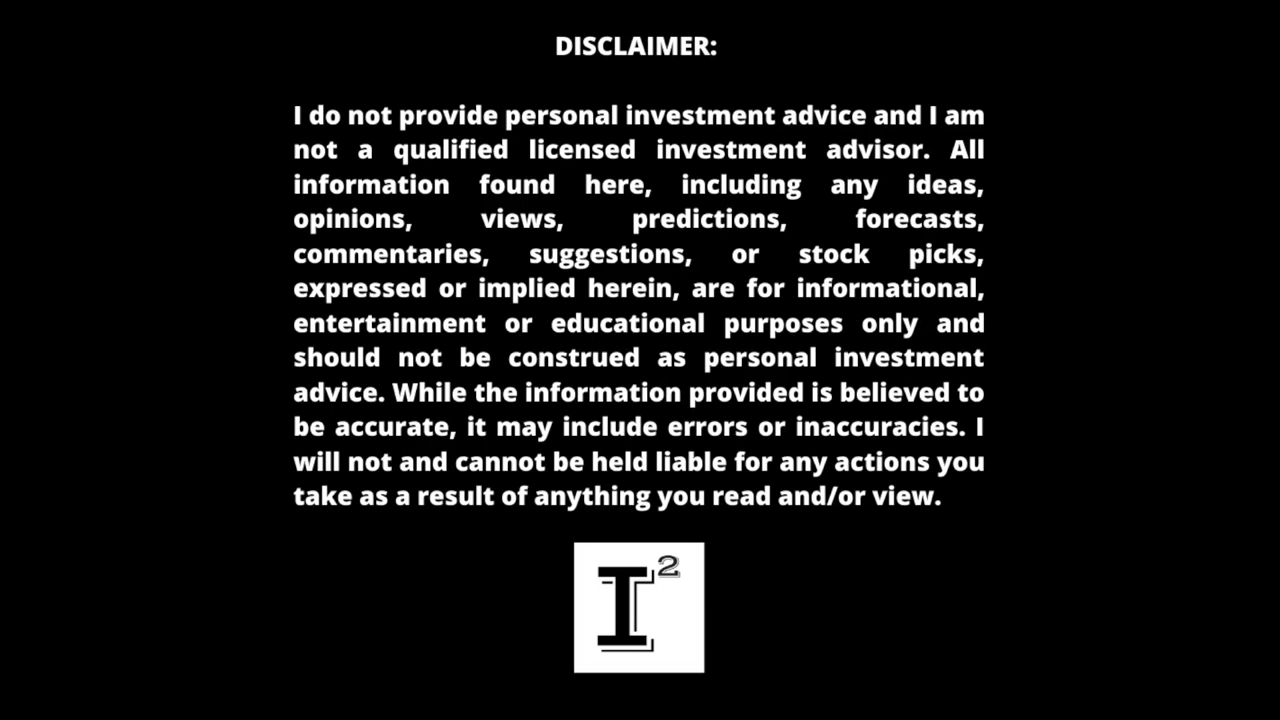 DISCLAIMER:
I do not provide personal investment advice and I am
not a qualified licensed investment advisor. All
information found here, including any ideas,
opinions, views, predictions, forecasts,
commentaries, suggestions, or stock picks,
expressed or implied herein, are for informational,
entertainment or educational purposes only and
should not be construed as personal investment
advice. While the information provided is believed to
be accurate, it may include errors or inaccuracies. I
will not and cannot be held liable for any actions you
take as a result of anything you read and/or view.
I²